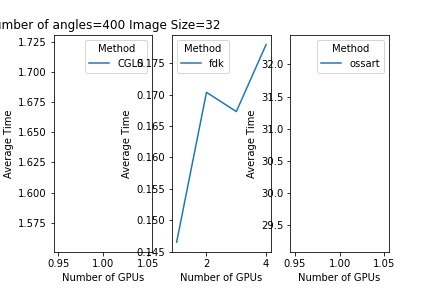 mber of angles=400 Image Size=32
Method
CGLS
1.725
1.700
1.675
1.650
1.625
1.600
1.575
Average Time
0.95
1.00
1.05
Number of GPUs
Method
fdk
0.175
0.170
0.165
0.160
0.155
0.150
0.145
Average Time
2
4
Number of GPUs
Method
ossart
32.0
31.5
31.0
30.5
30.0
29.5
Average Time
0.95
1.00
1.05
Number of GPUs